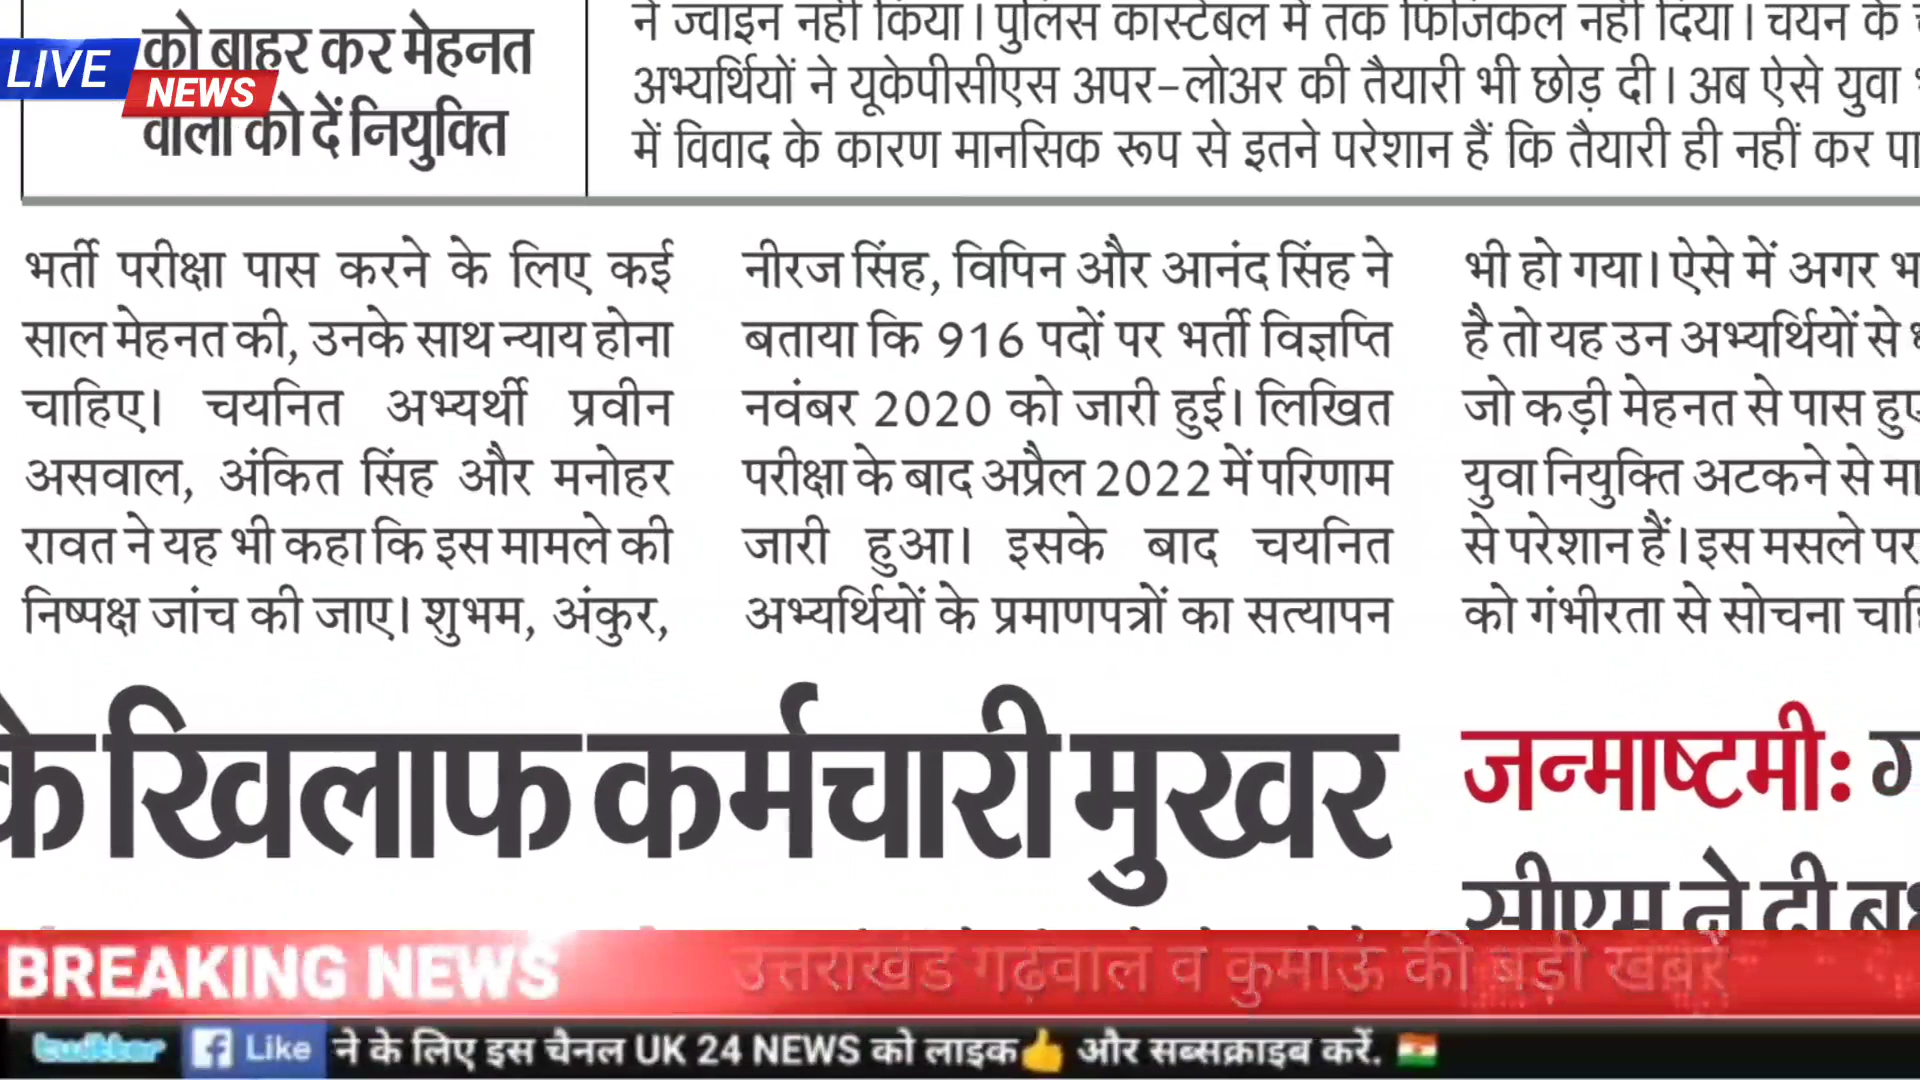 LIVE
NEWS
को बाहर कर मेहनत
वालों को दें नियुक्ति
ने ज्वाइन नहीं किया। पुलिस कांस्टेबल में तक फिजिकल नहीं दिया। चयन के
अभ्यर्थियों ने यूकेपीसीएस अपर-लोअर की तैयारी भी छोड़ दी। अब ऐसे युवा
में विवाद के कारण मानसिक रूप से इतने परेशान हैं कि तैयारी ही नहीं कर
भर्ती परीक्षा पास करने के लिए कई
साल मेहनत की, उनके साथ न्याय होना
चाहिए। चयनित अभ्यर्थी प्रवीन
असवाल, अंकित सिंह और मनोहर
रावत ने यह भी कहा कि इस मामले की
निष्पक्ष जांच की जाए। शुभम, अंकुर,
नीरज सिंह, विपिन और आनंद सिंह ने
बताया कि 916 पदों पर भर्ती विज्ञप्ति
नवंबर 2020 को जारी हुई। लिखित
परीक्षा के बाद अप्रैल 2022 में परिणाम
जारी हुआ। इसके बाद चयनित
अभ्यर्थियों के प्रमाणपत्रों का सत्यापन
भी हो गया। ऐसे में अगर
है तो यह उन अभ्यर्थियों से
जो कड़ी मेहनत से पास
युवा नियुक्ति अटकने से
से परेशान हैं। इस मसले पर
को गंभीरता से सोचना
के खिलाफ कर्मचारी मुखर
जन्माष्टमी:
सीएम ने दी
BREAKING NEWS उत्तराखंड गढ़वाल व कुमाऊं की बड़ी खबरें
twitter Like ने के लिए इस चैनल UK 24 NEWS को लाइक👍 और सब्सक्राइब करें. 🇮🇳